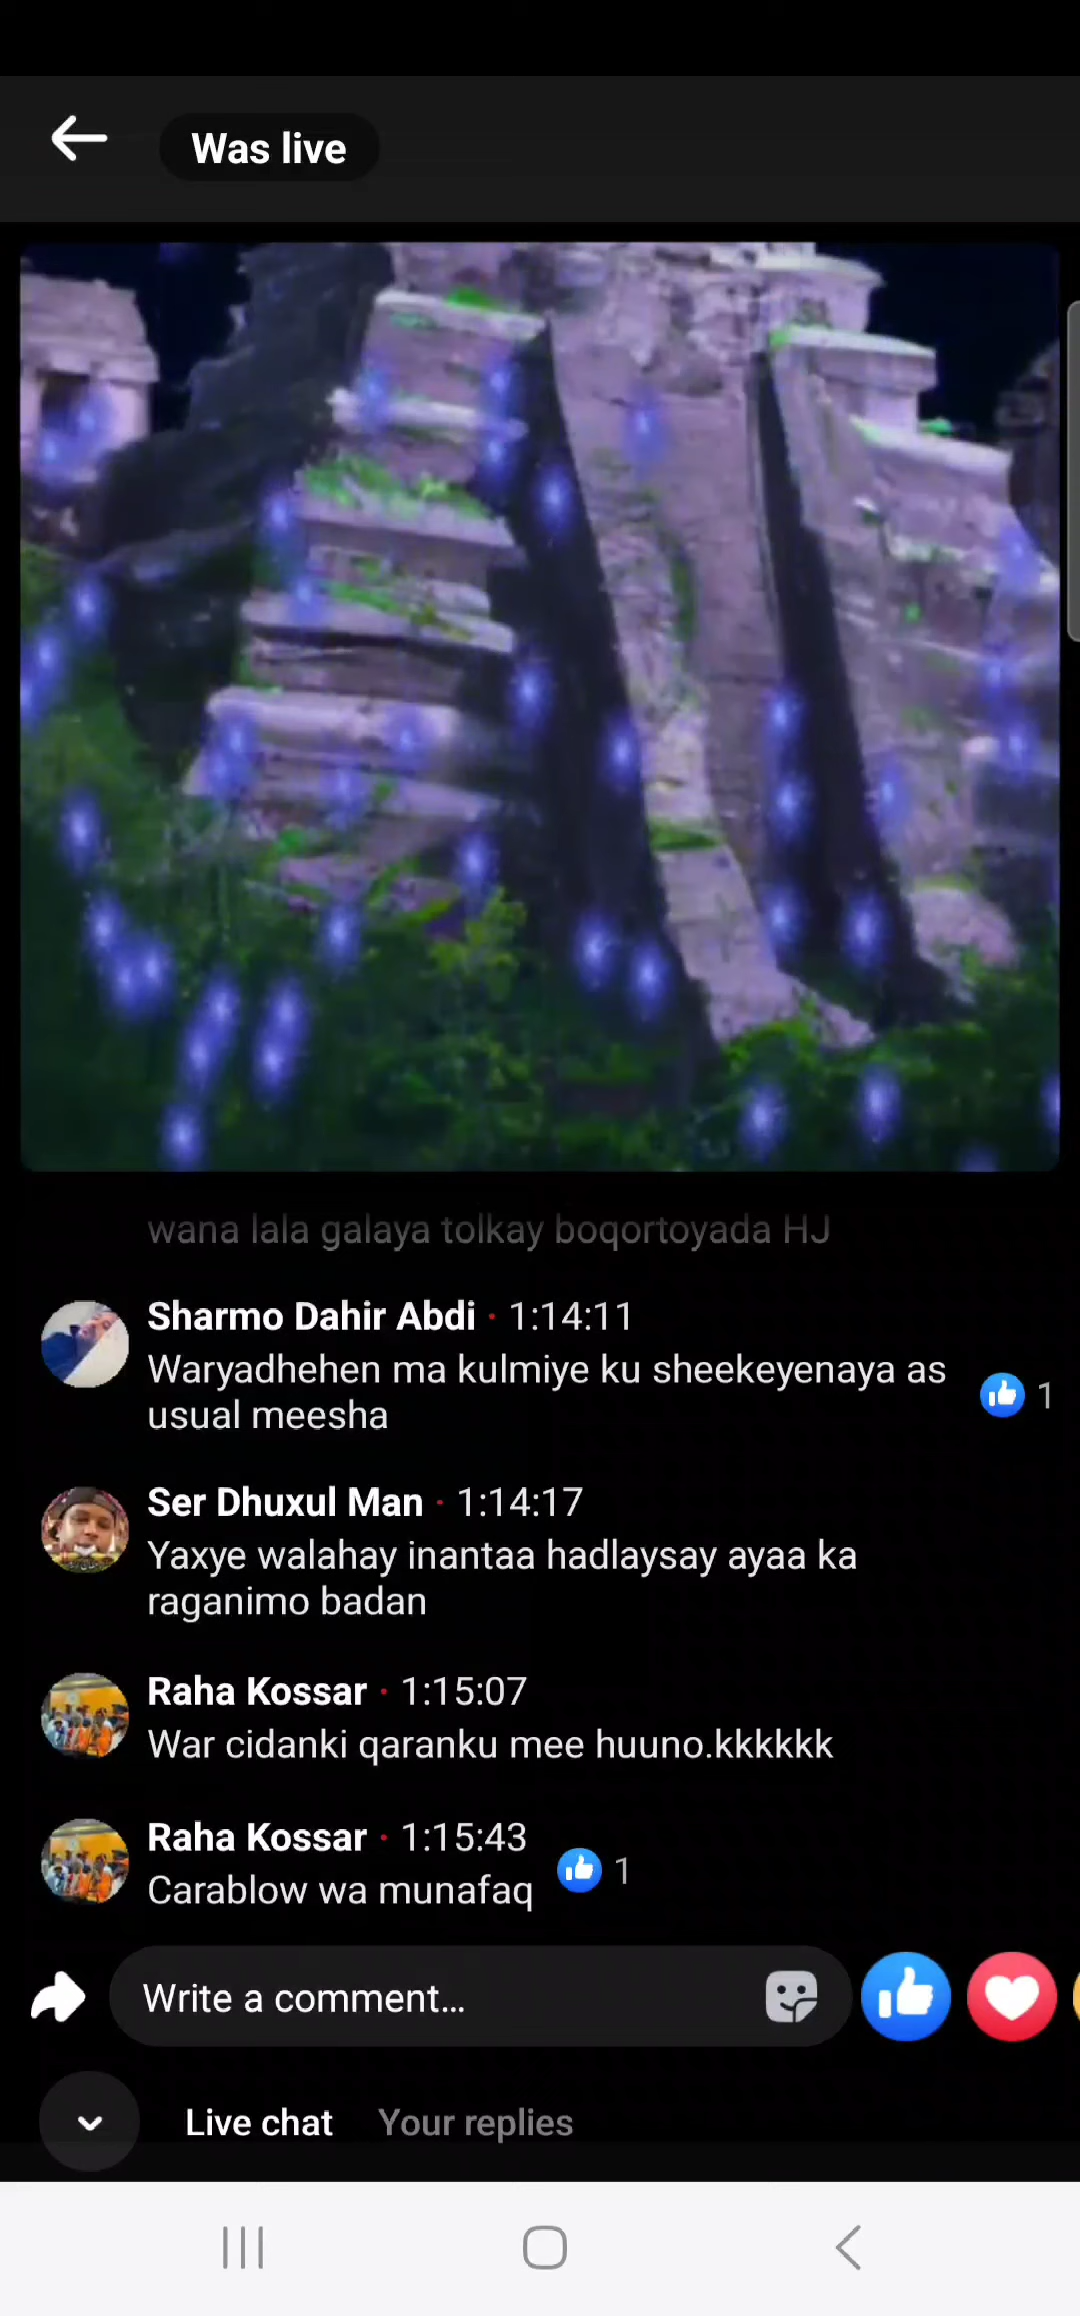 Was live
wana lala galaya tolkay boqortoyada HJ
Sharmo Dahir Abdi · 1:14:11
Waryadhehen ma kulmiye ku sheekeyenaya as
usual meesha
1
Ser Dhuxul Man · 1:14:17
Yaxye walahay inantaa hadlaysay ayaa ka
raganimo badan
Raha Kossar · 1:15:07
War cidanki qaranku mee huuno.kkkkkk
Raha Kossar · 1:15:43
Carablow wa munafaq
1
Write a comment...
Live chat
Your replies